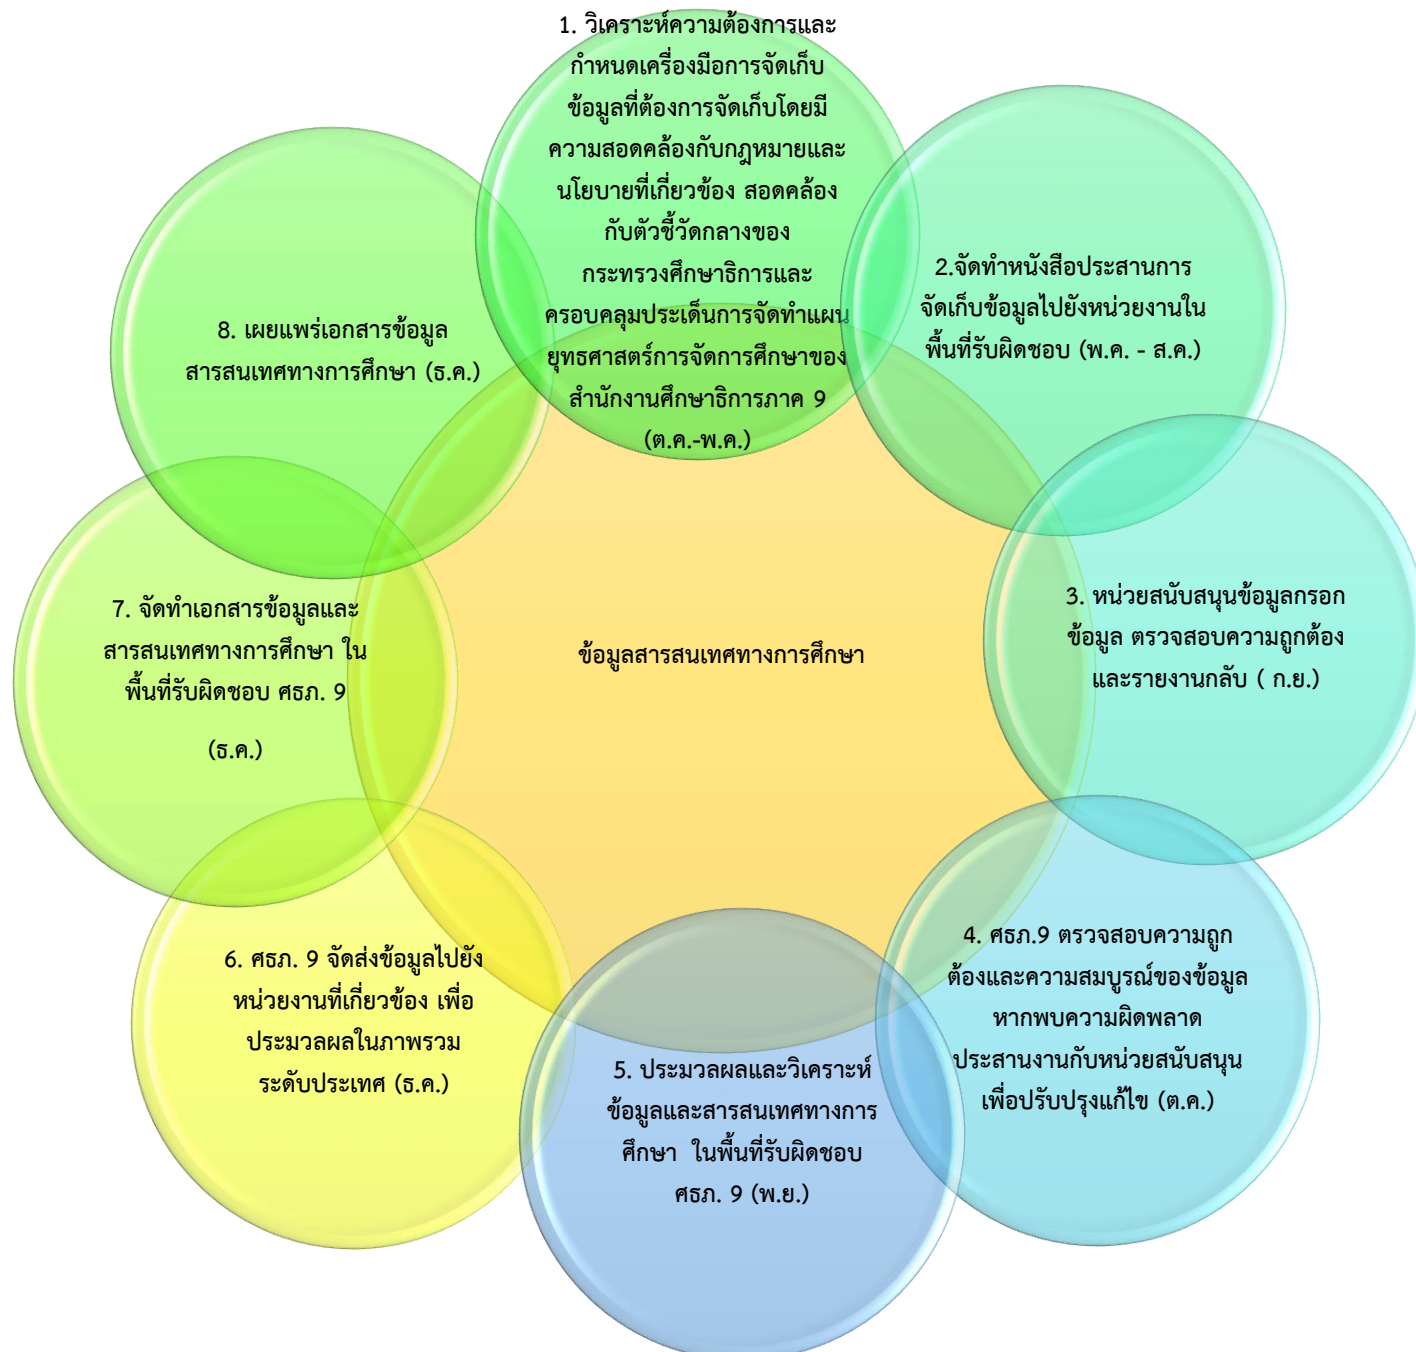 1. วิเคราะห์ความต้องการและ
กำหนดเครื่องมือการจัดเก็บ
ข้อมูลที่ต้องการจัดเก็บโดยมี
ความสอดคล้องกับกฎหมายและ
นโยบายที่เกี่ยวข้อง สอดคล้อง
กับตัวชี้วัดกลางของ
กระทรวงศึกษาธิการและ
ครอบคลุมประเด็นการจัดทำแผน
ยุทธศาสตร์การจัดการศึกษาของ
สำนักงานศึกษาธิการภาค 9
(ต.ค.-พ.ค.)
2.จัดทำหนังสือประสานการ
จัดเก็บข้อมูลไปยังหน่วยงานใน
พื้นที่รับผิดชอบ (พ.ค. - ส.ค.)
3. หน่วยสนับสนุนข้อมูลกรอก
ข้อมูล ตรวจสอบความถูกต้อง
และรายงานกลับ ( ก.ย.)
4. ศธภ.9 ตรวจสอบความถูก
ต้องและความสมบูรณ์ของข้อมูล
หากพบความผิดพลาด
ประสานงานกับหน่วยสนับสนุน
เพื่อปรับปรุงแก้ไข (ต.ค.)
5. ประมวลผลและวิเคราะห์
ข้อมูลและสารสนเทศทางการ
ศึกษา ในพื้นที่รับผิดชอบ
ศธภ. 9 (พ.ย.)
6. ศธภ. 9 จัดส่งข้อมูลไปยัง
หน่วยงานที่เกี่ยวข้อง เพื่อ
ประมวลผลในภาพรวม
ระดับประเทศ (ธ.ค.)
7. จัดทำเอกสารข้อมูลและ
สารสนเทศทางการศึกษา ใน
พื้นที่รับผิดชอบ ศธภ. 9
(ธ.ค.)
8. เผยแพร่เอกสารข้อมูล
สารสนเทศทางการศึกษา (ธ.ค.)
ข้อมูลสารสนเทศทางการศึกษา